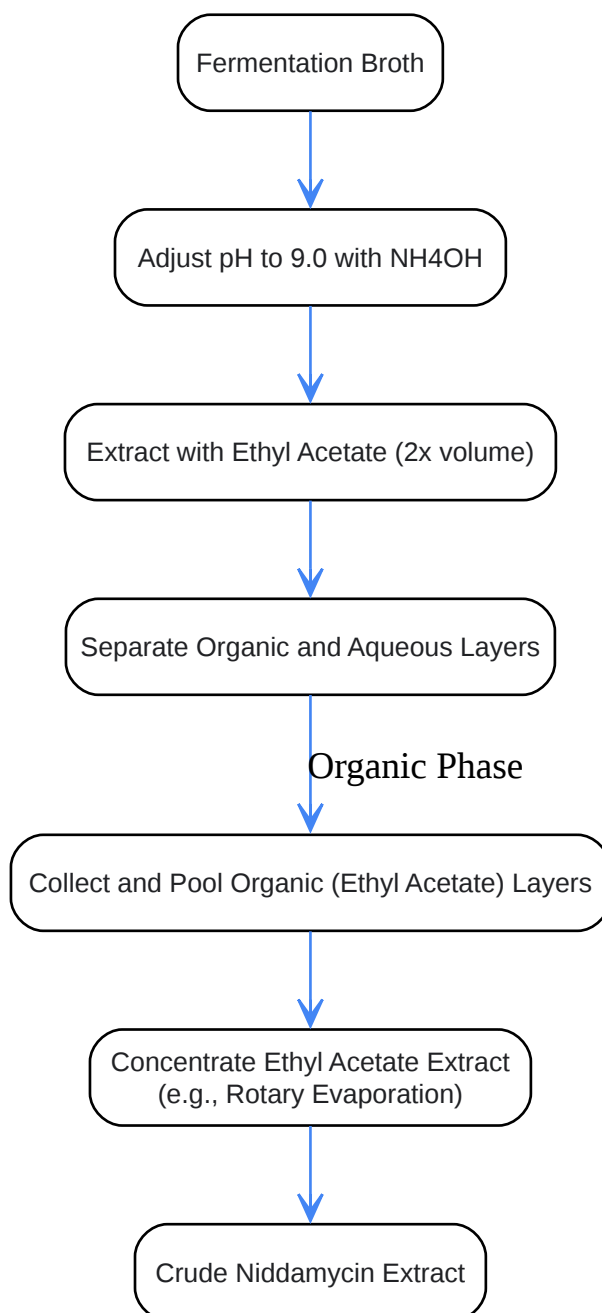 Fermentation Broth
Adjust pH to 9.0 with NH4OH
Extract with Ethyl Acetate (2x volume)
Separate Organic and Aqueous Layers
Organic Phase
Collect and Pool Organic (Ethyl Acetate) Layers
Concentrate Ethyl Acetate Extract
(e.g., Rotary Evaporation)
Crude Niddamycin Extract